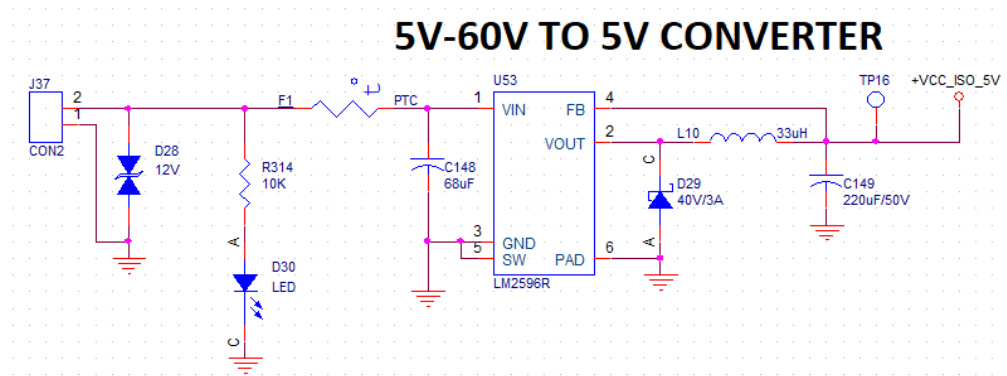 5V-60V TO 5V CONVERTER
J37
2
1
CON2
D28
12V
R314
10K
A
D30
LED
C
F1
PTC
C148
68uF
U53
1
VIN
FB
4
VOUT
2
3
GND
5
SW
PAD
6
LM2596R
L10
33uH
C
D29
40V/3A
A
TP16
+VCC_ISO_5V
C149
220uF/50V